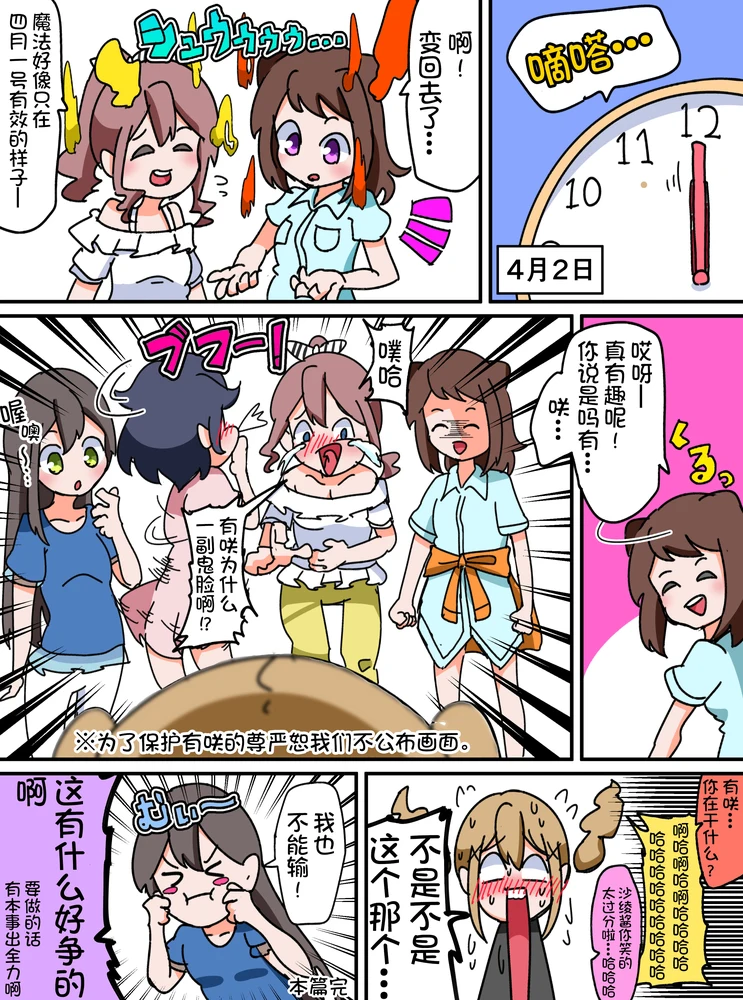 嘀嗒…
12
11
10
4月2日
啊！
变回去了…
シュウゥゥゥ…
魔法好像只在
四月一号有效的样子—
哎呀—
真有趣呢！
你说是吗有
咲…
くるっ
噗哈
ブフー！
喔噢～…
有咲为什么
一副鬼脸啊!?
※为了保护有咲的尊严恕我们不公布画面。
有咲…
你在干什么？
啊哈啊哈哈啊哈哈
哈哈哈哈哈哈哈哈
沙绫酱你笑的
太过分啦…哈哈哈
不是不是
这个那个…
我也
不能输！
むぃ～
这有什么好争的
啊
要做的话
有本事出全力啊
本篇完